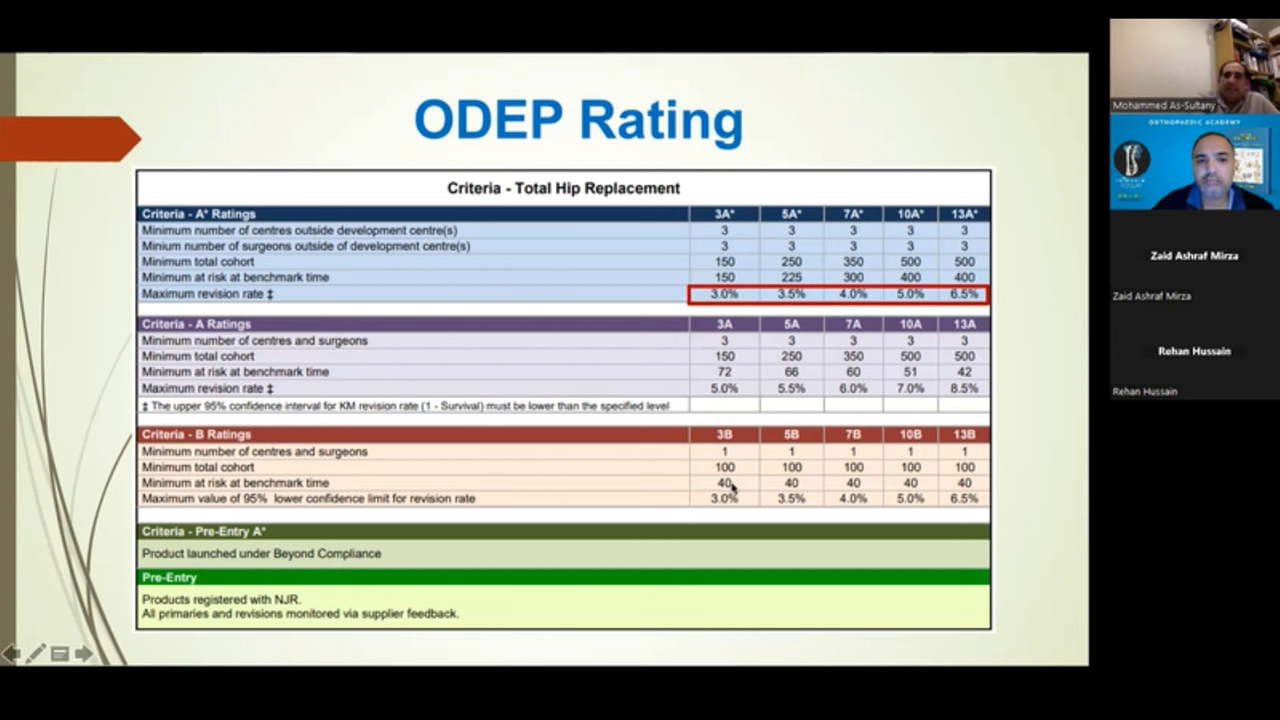 ODEP Rating
Criteria - Total Hip Replacement
Criteria - A* Ratings 3A* 5A* 7A* 10A* 13A*
Minimum number of centres outside development centre(s) 3 3 3 3 3
Minium number of surgeons outside of development centre(s) 3 3 3 3 3
Minimum total cohort 150 250 350 500 500
Minimum at risk at benchmark time 150 225 300 400 400
Maximum revision rate ‡ 3.0% 3.5% 4.0% 5.0% 6.5%
Criteria - A Ratings 3A 5A 7A 10A 13A
Minimum number of centres and surgeons 3 3 3 3 3
Minimum total cohort 150 250 350 500 500
Minimum at risk at benchmark time 72 66 60 51 42
Maximum revision rate ‡ 5.0% 5.5% 6.0% 7.0% 8.5%
‡ The upper 95% confidence interval for KM revision rate (1 - Survival) must be lower than the specified level
Criteria - B Ratings 3B 5B 7B 10B 13B
Minimum number of centres and surgeons 1 1 1 1 1
Minimum total cohort 100 100 100 100 100
Minimum at risk at benchmark time 40 40 40 40 40
Maximum value of 95% lower confidence limit for revision rate 3.0% 3.5% 4.0% 5.0% 6.5%
Criteria - Pre-Entry A*
Product launched under Beyond Compliance
Pre-Entry
Products registered with NJR.
All primaries and revisions monitored via supplier feedback.
Mohammed As-Sultany
ORTHOPAEDIC ACADEMY
Zaid Ashraf Mirza
Zaid Ashraf Mirza
Rehan Hussain
Rehan Hussain